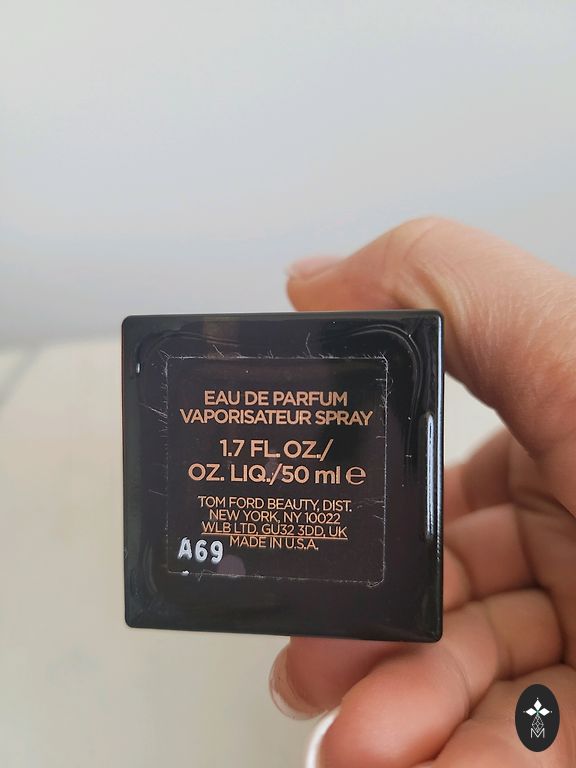 EAU DE PARFUM
VAPORISATEUR SPRAY
1.7 FL. OZ./
OZ. LIQ./50 ml ℮
TOM FORD BEAUTY, DIST.
NEW YORK, NY 10022
WLB LTD, GU32 3DD, UK
MADE IN U.S.A.
A69
M